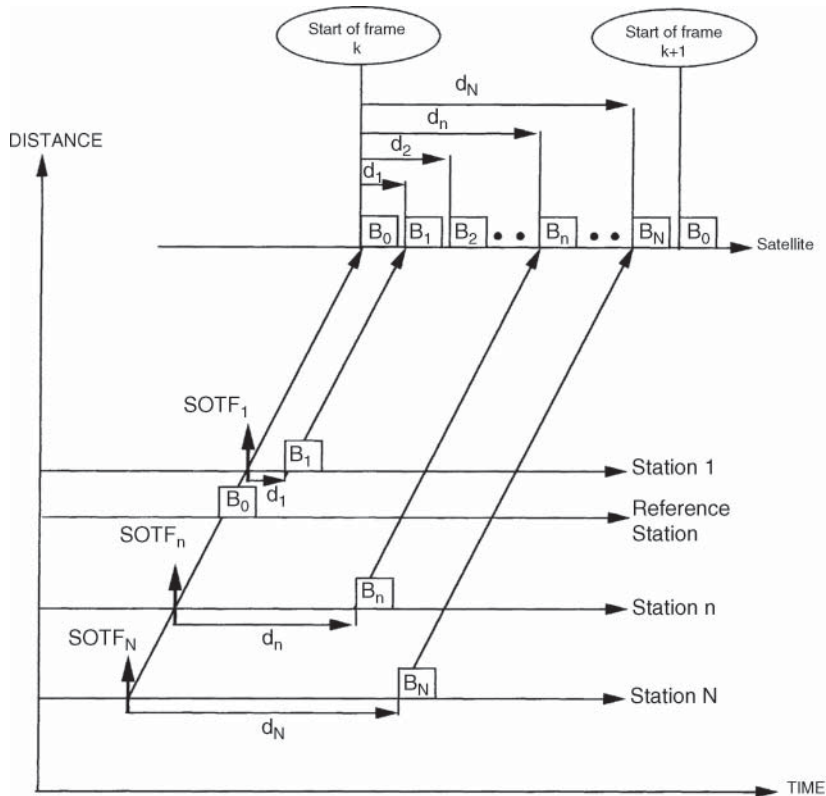 Start of frame
k
Start of frame
k+1
d_N
d_n
d_2
d_1
DISTANCE
B_0 B_1 B_2 B_n B_N B_0
Satellite
SOTF_1
B_1
Station 1
d_1
B_0
Reference
Station
SOTF_n
B_n
Station n
d_n
SOTF_N
B_N
Station N
d_N
TIME